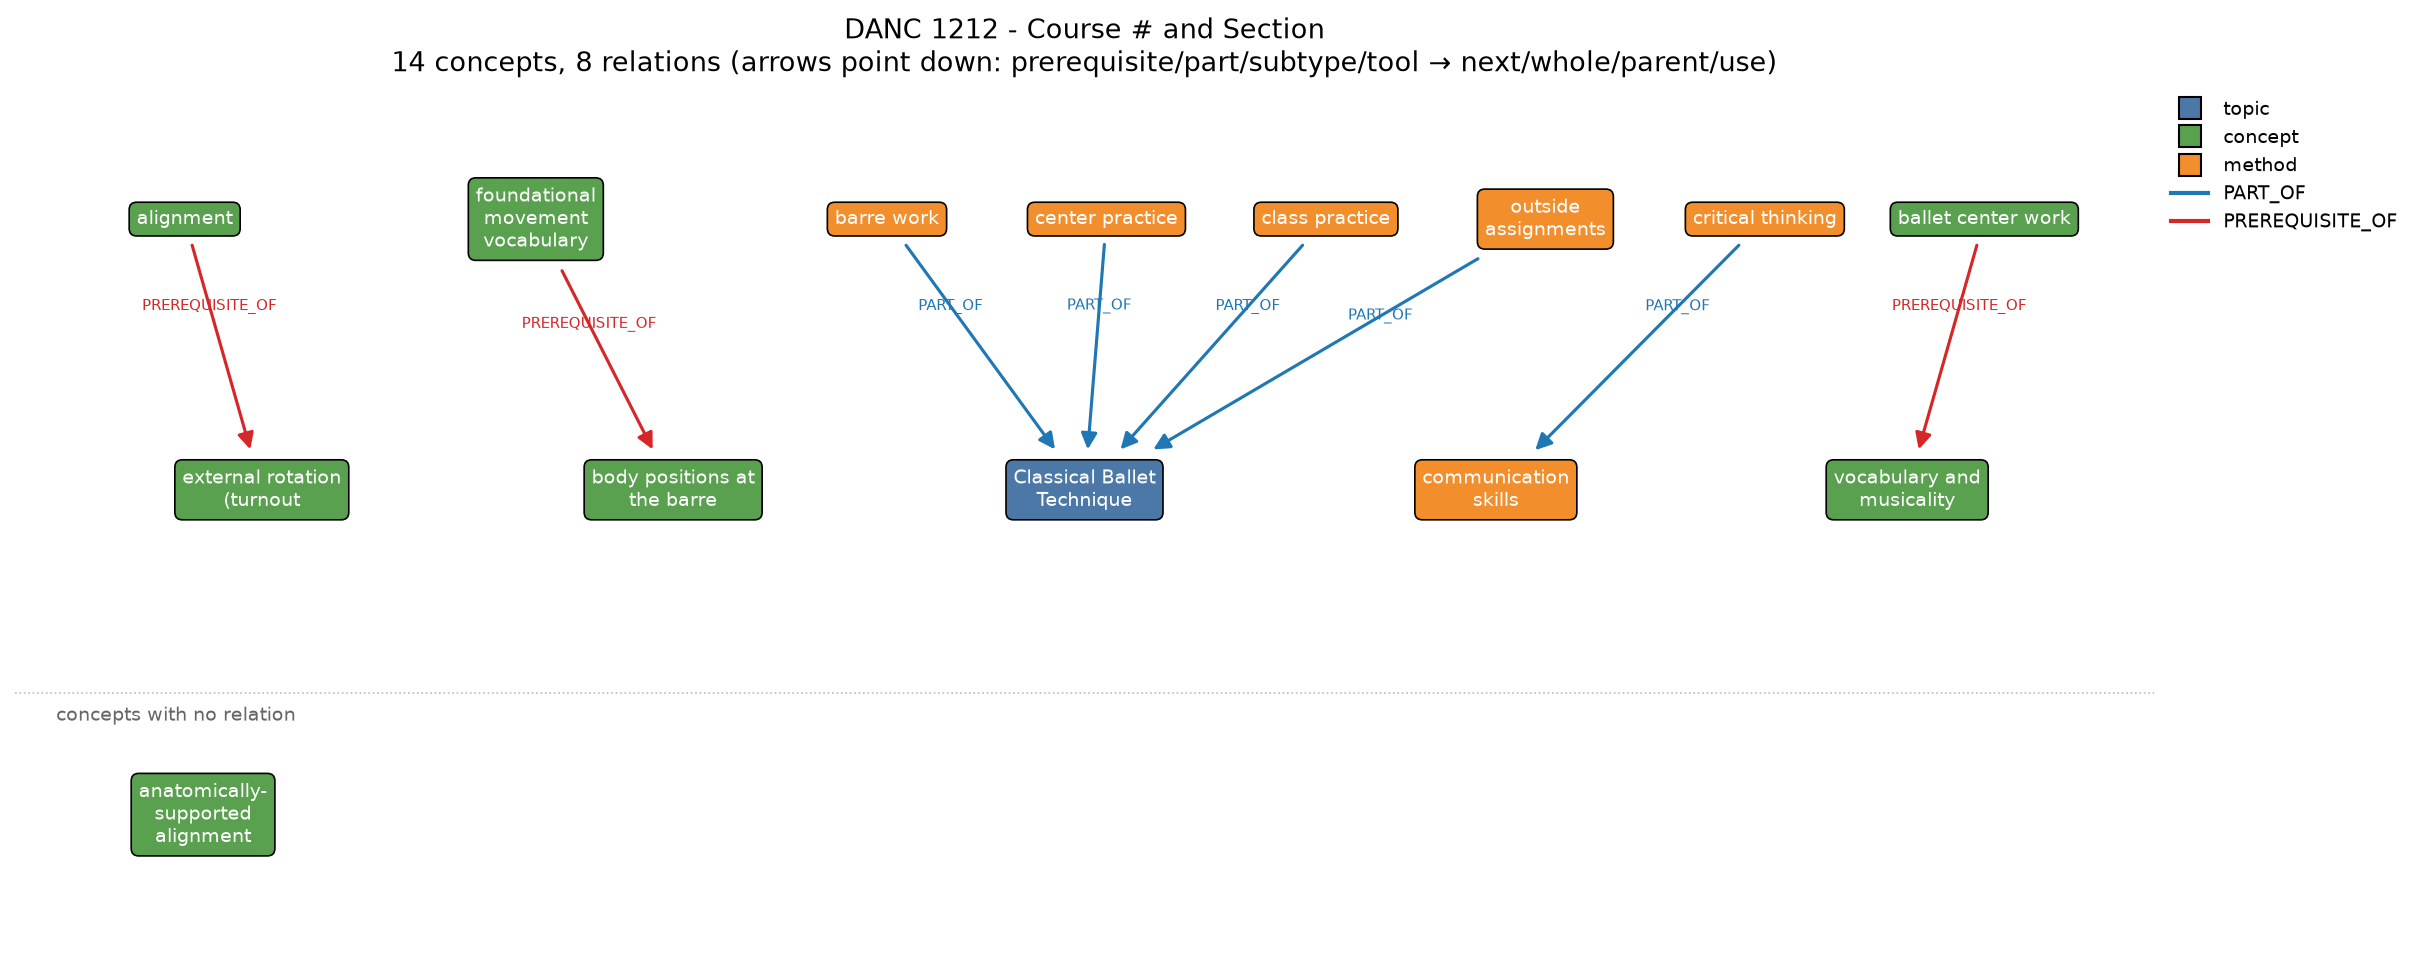 DANC 1212 - Course # and Section
14 concepts, 8 relations (arrows point down: prerequisite/part/subtype/tool → next/whole/parent/use)
topic
concept
method
PART_OF
PREREQUISITE_OF
alignment
foundational
movement
vocabulary
barre work
center practice
class practice
outside
assignments
critical thinking
ballet center work
PREREQUISITE_OF
PREREQUISITE_OF
PART_OF
PART_OF
PART_OF
PART_OF
PART_OF
PREREQUISITE_OF
external rotation
(turnout
body positions at
the barre
Classical Ballet
Technique
communication
skills
vocabulary and
musicality
concepts with no relation
anatomically-
supported
alignment